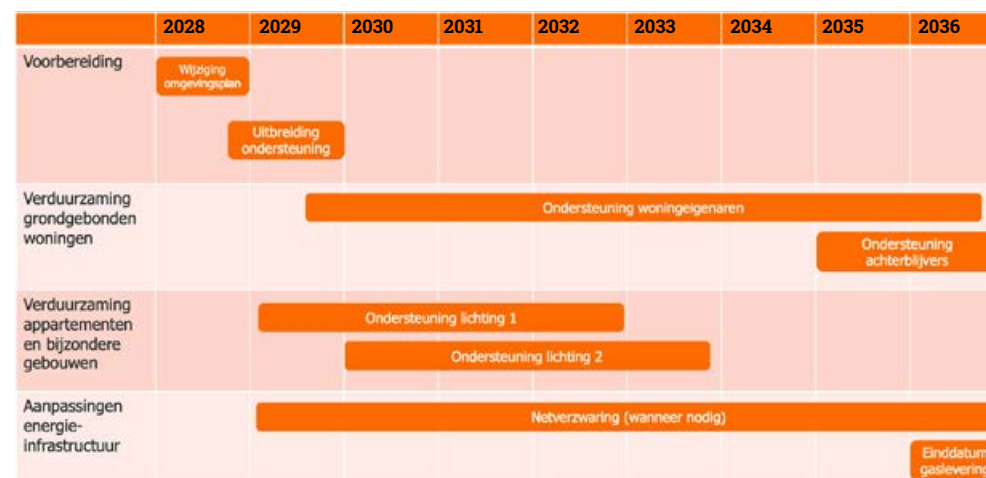 2028 2029 2030 2031 2032 2033 2034 2035 2036
Voorbereiding
Wijziging
omgevingsplan
Uitbreiding
ondersteuning
Verduurzaming
grondgebonden
woningen
Ondersteuning woningeigenaren
Ondersteuning
achterblijvers
Verduurzaming
appartementen
en bijzondere
gebouwen
Ondersteuning lichting 1
Ondersteuning lichting 2
Aanpassingen
energie-
infrastructuur
Netverzwaring (wanneer nodig)
Einddatum
gaslevering